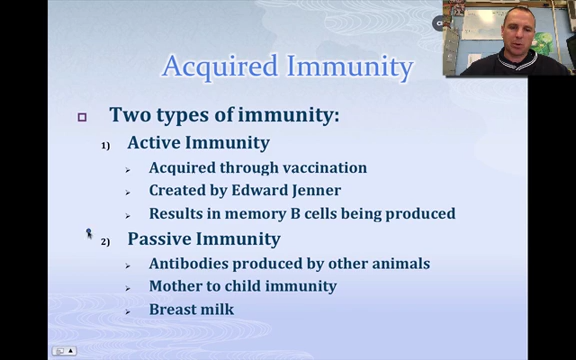 Acquired Immunity
Two types of immunity:
1) Active Immunity
Acquired through vaccination
Created by Edward Jenner
Results in memory B cells being produced
2) Passive Immunity
Antibodies produced by other animals
Mother to child immunity
Breast milk